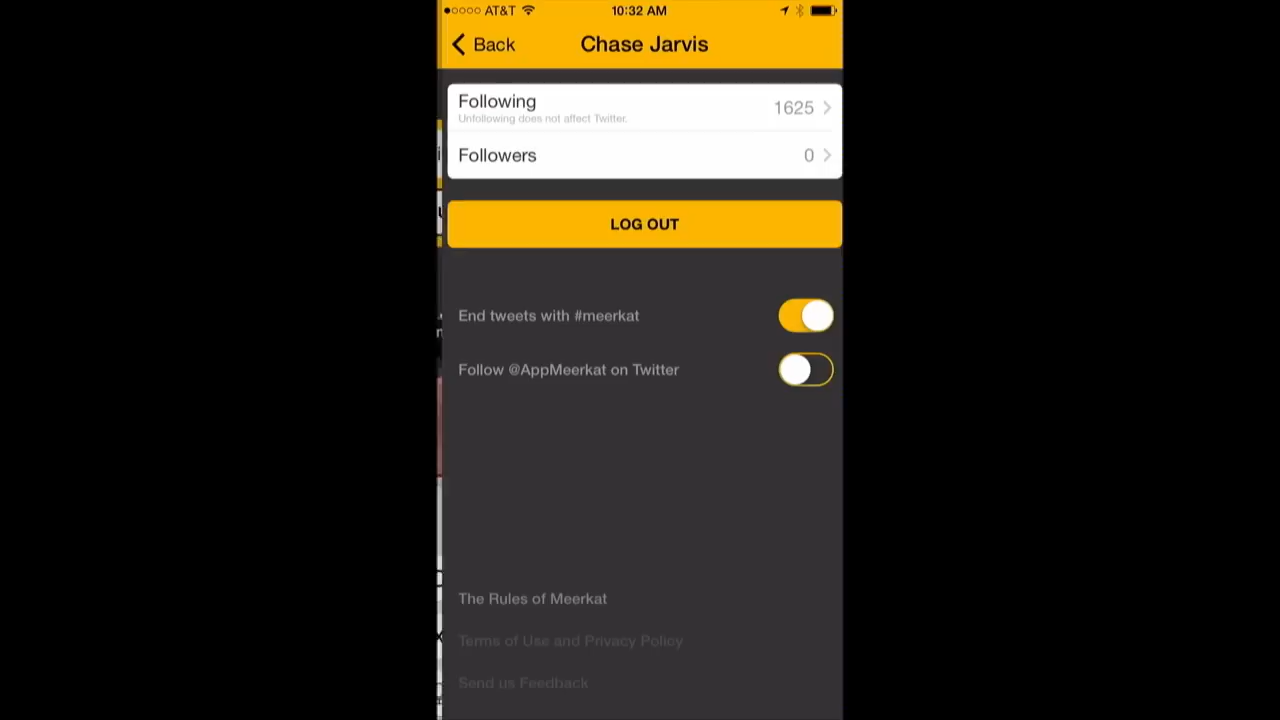 AT&T 10:32 AM
Back Chase Jarvis
Following 1625
Unfollowing does not affect Twitter.
Followers 0
LOG OUT
End tweets with #meerkat
Follow @AppMeerkat on Twitter
The Rules of Meerkat
Terms of Use and Privacy Policy
Send us Feedback